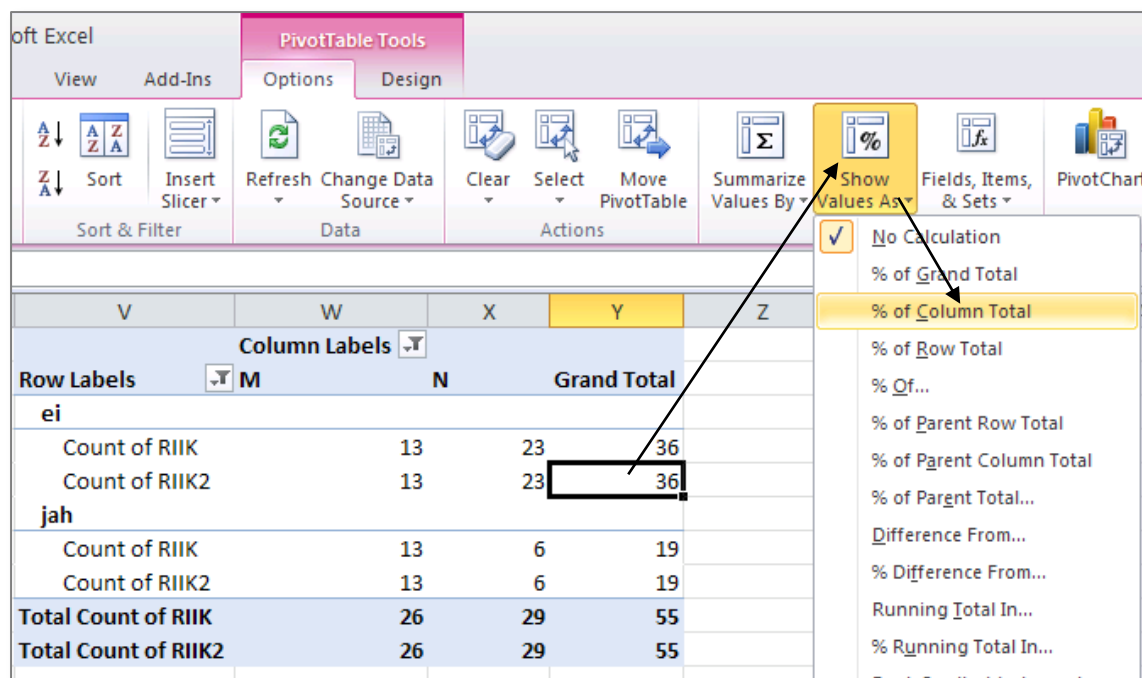 oft Excel
PivotTable Tools
View Add-Ins Options Design
Sort
Insert Slicer
Refresh
Change Data Source
Clear
Select
Move PivotTable
Summarize Values By
Show Values As
Fields, Items, & Sets
PivotChart
Sort & Filter Data Actions
No Calculation
% of Grand Total
% of Column Total
% of Row Total
% Of...
% of Parent Row Total
% of Parent Column Total
% of Parent Total...
Difference From...
% Difference From...
Running Total In...
% Running Total In...
V W X Y Z
Column Labels
Row Labels M N Grand Total
ei
Count of RIIK 13 23 36
Count of RIIK2 13 23 36
jah
Count of RIIK 13 6 19
Count of RIIK2 13 6 19
Total Count of RIIK 26 29 55
Total Count of RIIK2 26 29 55